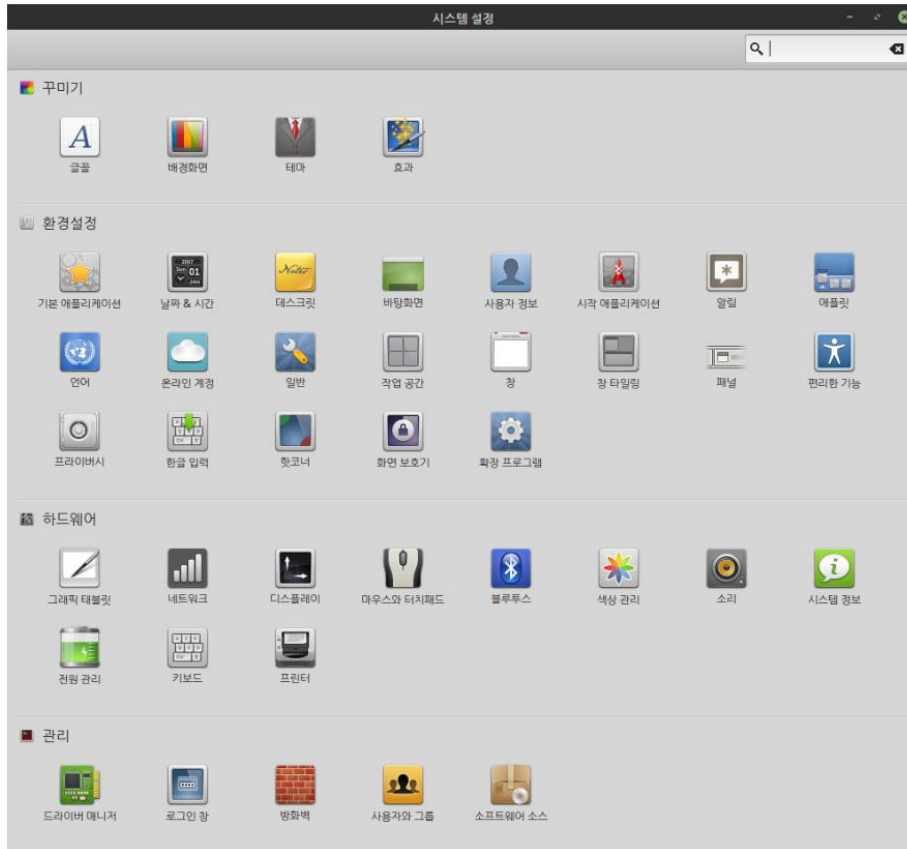 시스템 설정
꾸미기
글꼴 배경화면 테마 효과
환경설정
기본 애플리케이션 날짜 & 시간 데스크릿 바탕화면 사용자 정보 시작 애플리케이션 알림 애플릿
언어 온라인 계정 일반 작업 공간 창 창 타일링 패널 편리한 기능
프라이버시 한글 입력 핫코너 화면 보호기 확장 프로그램
하드웨어
그래픽 태블릿 네트워크 디스플레이 마우스와 터치패드 블루투스 색상 관리 소리 시스템 정보
전원 관리 키보드 프린터
관리
드라이버 매니저 로그인 창 방화벽 사용자와 그룹 소프트웨어 소스